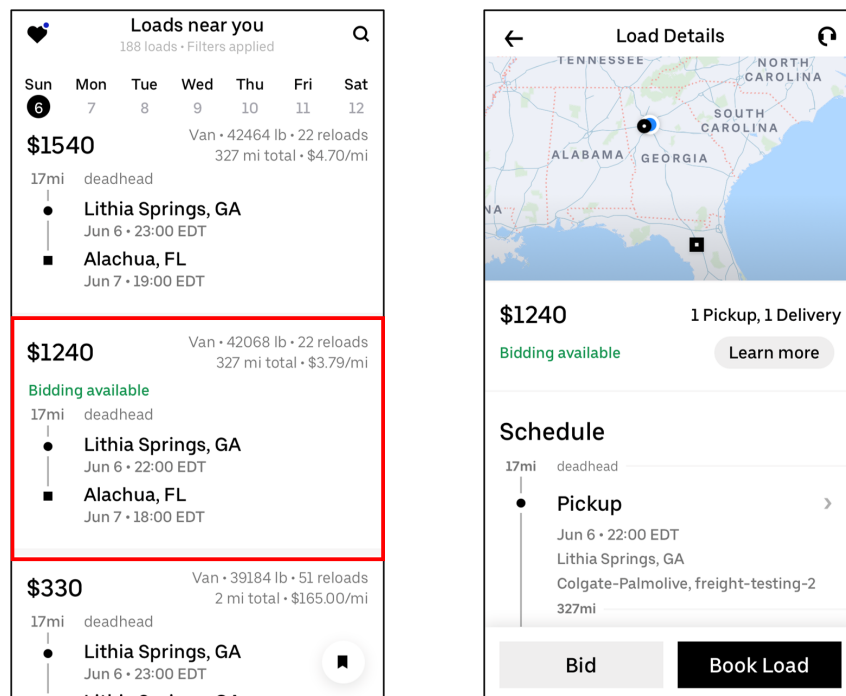 Loads near you
188 loads • Filters applied
Sun Mon Tue Wed Thu Fri Sat
6 7 8 9 10 11 12
$1540
Van • 42464 lb • 22 reloads
327 mi total • $4.70/mi
17mi deadhead
Lithia Springs, GA
Jun 6 • 23:00 EDT
Alachua, FL
Jun 7 • 19:00 EDT
$1240
Van • 42068 lb • 22 reloads
327 mi total • $3.79/mi
Bidding available
17mi deadhead
Lithia Springs, GA
Jun 6 • 22:00 EDT
Alachua, FL
Jun 7 • 18:00 EDT
$330
Van • 39184 lb • 51 reloads
2 mi total • $165.00/mi
17mi deadhead
Lithia Springs, GA
Jun 6 • 23:00 EDT
Load Details
TENNESSEE
NORTH
CAROLINA
SOUTH
CAROLINA
ALABAMA
GEORGIA
NA
$1240
1 Pickup, 1 Delivery
Bidding available
Learn more
Schedule
17mi deadhead
Pickup
Jun 6 • 22:00 EDT
Lithia Springs, GA
Colgate-Palmolive, freight-testing-2
327mi
Bid
Book Load